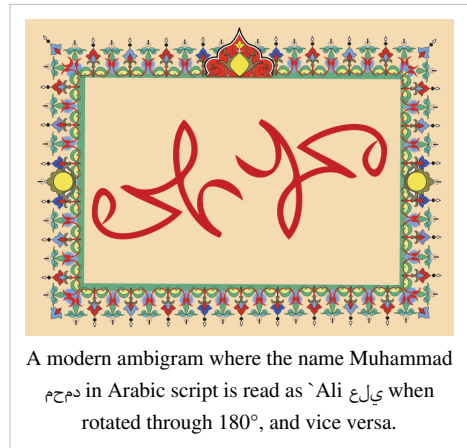 A modern ambigram where the name Muhammad
دمحم in Arabic script is read as `Ali يلع when
rotated through 180°, and vice versa.